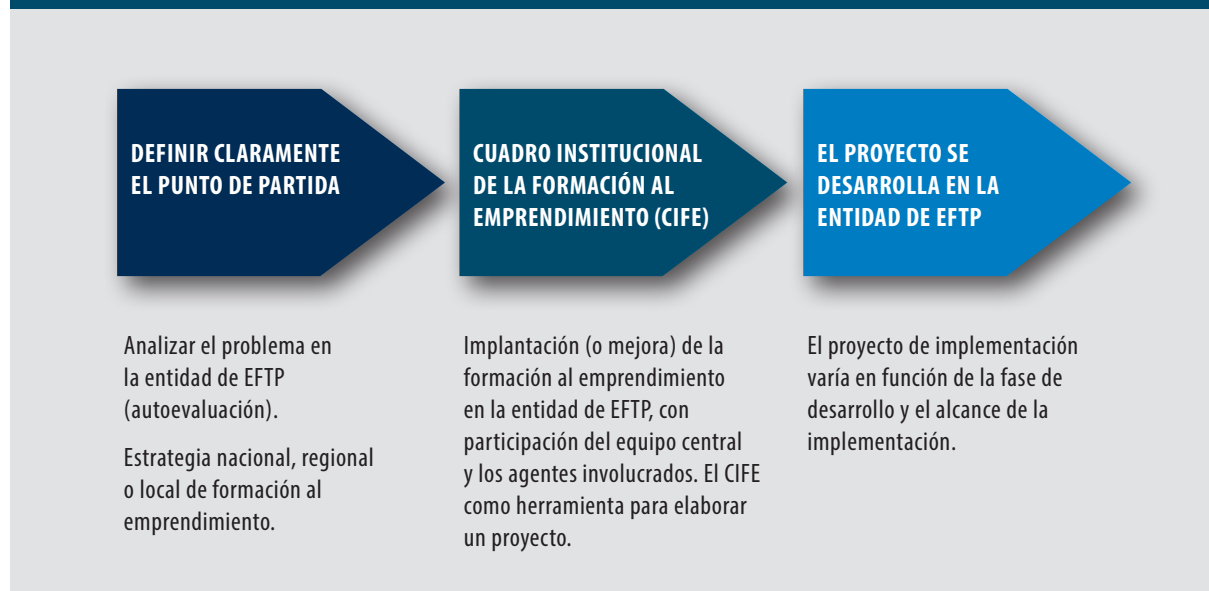 DEFINIR CLARAMENTE
EL PUNTO DE PARTIDA
Analizar el problema en
la entidad de EFTP
(autoevaluación).
Estrategia nacional, regional
o local de formación al
emprendimiento.
CUADRO INSTITUCIONAL
DE LA FORMACIÓN AL
EMPRENDIMIENTO (CIFE)
Implantación (o mejora) de la
formación al emprendimiento
en la entidad de EFTP, con
participación del equipo central
y los agentes involucrados. El CIFE
como herramienta para elaborar
un proyecto.
EL PROYECTO SE
DESARROLLA EN LA
ENTIDAD DE EFTP
El proyecto de implementación
varía en función de la fase de
desarrollo y el alcance de la
implementación.